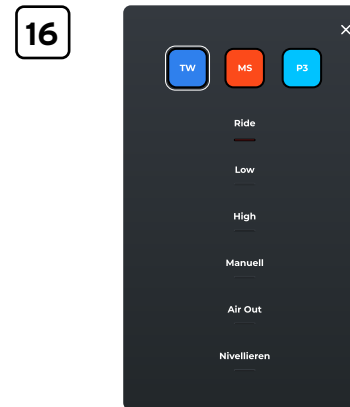 16
TW MS P3
Ride
Low
High
Manuell
Air Out
Nivellieren